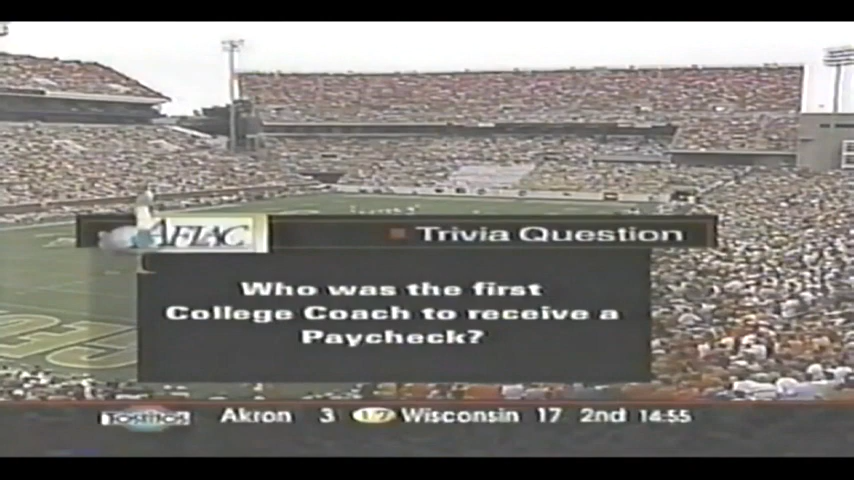 AFLAC
Trivia Question
Who was the first
College Coach to receive a
Paycheck?
TOSTITOS Akron 3 17 Wisconsin 17 2nd 14:55